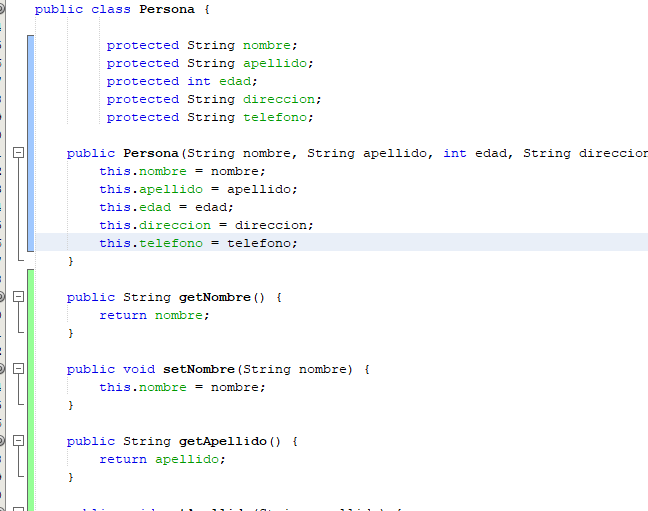 public class Persona {
protected String nombre;
protected String apellido;
protected int edad;
protected String direccion;
protected String telefono;
public Persona(String nombre, String apellido, int edad, String direccion
this.nombre = nombre;
this.apellido = apellido;
this.edad = edad;
this.direccion = direccion;
this.telefono = telefono;
}
public String getNombre() {
return nombre;
}
public void setNombre(String nombre) {
this.nombre = nombre;
}
public String getApellido() {
return apellido;
}